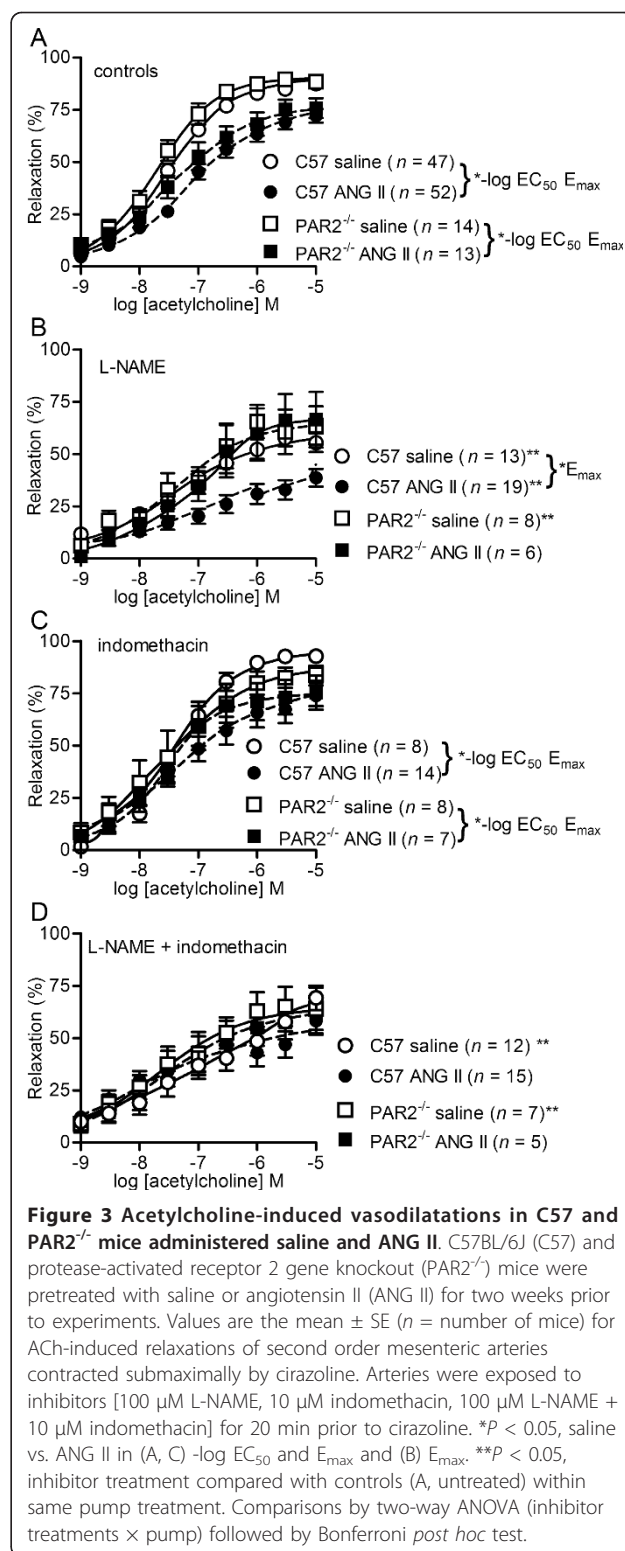 A
controls
100
75
50
25
0
Relaxation (%)
-9 -8 -7 -6 -5
log [acetylcholine] M
C57 saline (n = 47)
C57 ANG II (n = 52)
*-log EC50 Emax
PAR2-/- saline (n = 14)
PAR2-/- ANG II (n = 13)
*-log EC50 Emax
B
L-NAME
100
75
50
25
0
Relaxation (%)
-9 -8 -7 -6 -5
log [acetylcholine] M
C57 saline (n = 13)**
C57 ANG II (n = 19)**
*Emax
PAR2-/- saline (n = 8)**
PAR2-/- ANG II (n = 6)
C
indomethacin
100
75
50
25
0
Relaxation (%)
-9 -8 -7 -6 -5
log [acetylcholine] M
C57 saline (n = 8)
C57 ANG II (n = 14)
*-log EC50 Emax
PAR2-/- saline (n = 8)
PAR2-/- ANG II (n = 7)
*-log EC50 Emax
D
L-NAME + indomethacin
100
75
50
25
0
Relaxation (%)
-9 -8 -7 -6 -5
log [acetylcholine] M
C57 saline (n = 12) **
C57 ANG II (n = 15)
PAR2-/- saline (n = 7)**
PAR2-/- ANG II (n = 5)
Figure 3 Acetylcholine-induced vasodilatations in C57 and
PAR2-/- mice administered saline and ANG II. C57BL/6J (C57) and
protease-activated receptor 2 gene knockout (PAR2-/-) mice were
pretreated with saline or angiotensin II (ANG II) for two weeks prior
to experiments. Values are the mean ± SE (n = number of mice) for
ACh-induced relaxations of second order mesenteric arteries
contracted submaximally by cirazoline. Arteries were exposed to
inhibitors [100 μM L-NAME, 10 μM indomethacin, 100 μM L-NAME +
10 μM indomethacin] for 20 min prior to cirazoline. *P < 0.05, saline
vs. ANG II in (A, C) -log EC50 and Emax and (B) Emax. **P < 0.05,
inhibitor treatment compared with controls (A, untreated) within
same pump treatment. Comparisons by two-way ANOVA (inhibitor
treatments × pump) followed by Bonferroni post hoc test.